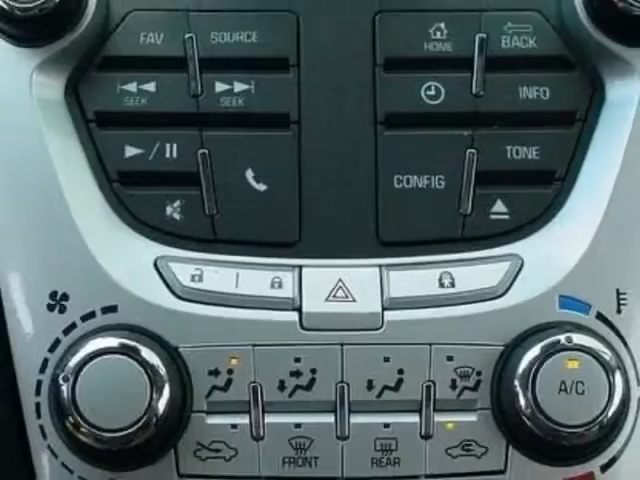 FAV SOURCE
HOME BACK
SEEK SEEK
INFO
TONE
CONFIG
A/C
FRONT REAR